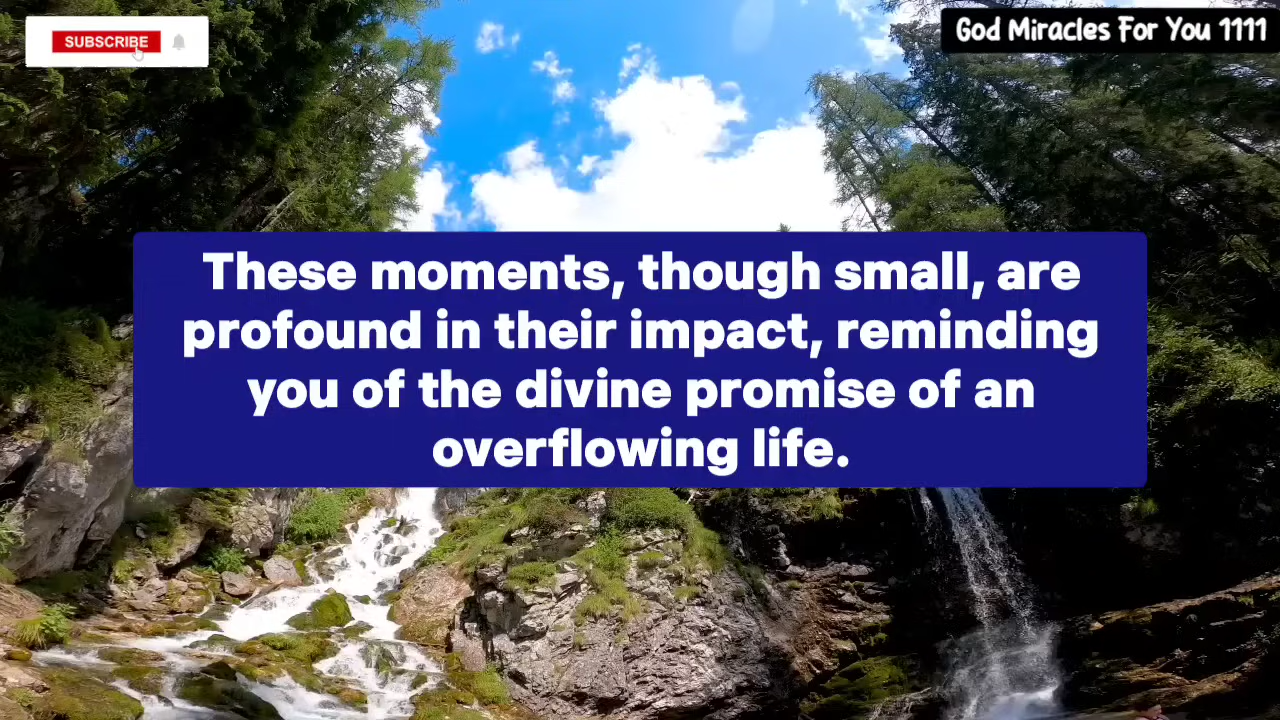 SUBSCRIBE
God Miracles For You 1111
These moments, though small, are
profound in their impact, reminding
you of the divine promise of an
overflowing life.